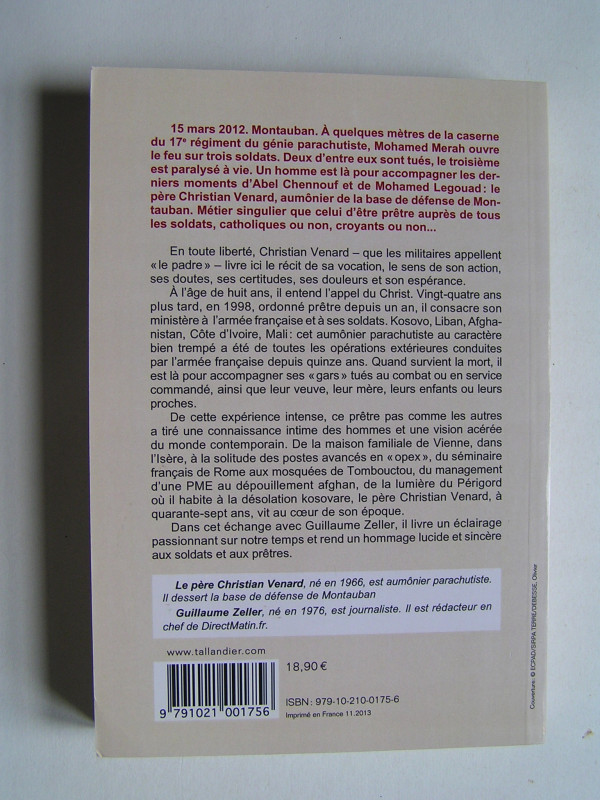 15 mars 2012. Montauban. À quelques mètres de la caserne
du 17e régiment du génie parachutiste, Mohamed Merah ouvre
le feu sur trois soldats. Deux d'entre eux sont tués, le troisième
est paralysé à vie. Un homme est là pour accompagner les der-
niers moments d'Abel Chennouf et de Mohamed Legouad : le
père Christian Venard, aumônier de la base de défense de Mon-
tauban. Métier singulier que celui d'être prêtre auprès de tous
les soldats, catholiques ou non, croyants ou non...
En toute liberté, Christian Venard – que les militaires appellent
« le padre » – livre ici le récit de sa vocation, le sens de son action,
ses doutes, ses certitudes, ses douleurs et son espérance.
À l'âge de huit ans, il entend l'appel du Christ. Vingt-quatre ans
plus tard, en 1998, ordonné prêtre depuis un an, il consacre son
ministère à l'armée française et à ses soldats. Kosovo, Liban, Afgha-
nistan, Côte d'Ivoire, Mali : cet aumônier parachutiste au caractère
bien trempé a été de toutes les opérations extérieures conduites
par l'armée française depuis quinze ans. Quand survient la mort, il
est là pour accompagner ses « gars » tués au combat ou en service
commandé, ainsi que leur veuve, leur mère, leurs enfants ou leurs
proches.
De cette expérience intense, ce prêtre pas comme les autres
a tiré une connaissance intime des hommes et une vision acérée
du monde contemporain. De la maison familiale de Vienne, dans
l'Isère, à la solitude des postes avancés en « opex », du séminaire
français de Rome aux mosquées de Tombouctou, du management
d'une PME au dépouillement afghan, de la lumière du Périgord
où il habite à la désolation kosovare, le père Christian Venard, à
quarante-sept ans, vit au cœur de son époque.
Dans cet échange avec Guillaume Zeller, il livre un éclairage
passionnant sur notre temps et rend un hommage lucide et sincère
aux soldats et aux prêtres.
Le père Christian Venard, né en 1966, est aumônier parachutiste.
Il dessert la base de défense de Montauban
Guillaume Zeller, né en 1976, est journaliste. Il est rédacteur en
chef de DirectMatin.fr.
www.tallandier.com
18,90 €
9 791021 001756
ISBN : 979-10-210-0175-6
Imprimé en France 11.2013
Couverture : © ECPAD/SIRPA TERRE/DEBESSE, Olivier